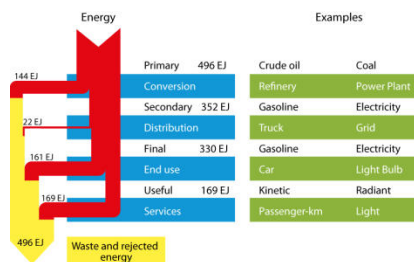 Energy Examples
Primary 496 EJ Crude oil Coal
144 EJ
Conversion Refinery Power Plant
Secondary 352 EJ Gasoline Electricity
22 EJ
Distribution Truck Grid
Final 330 EJ Gasoline Electricity
161 EJ
End use Car Light Bulb
Useful 169 EJ Kinetic Radiant
169 EJ
Services Passenger-km Light
496 EJ
Waste and rejected
energy